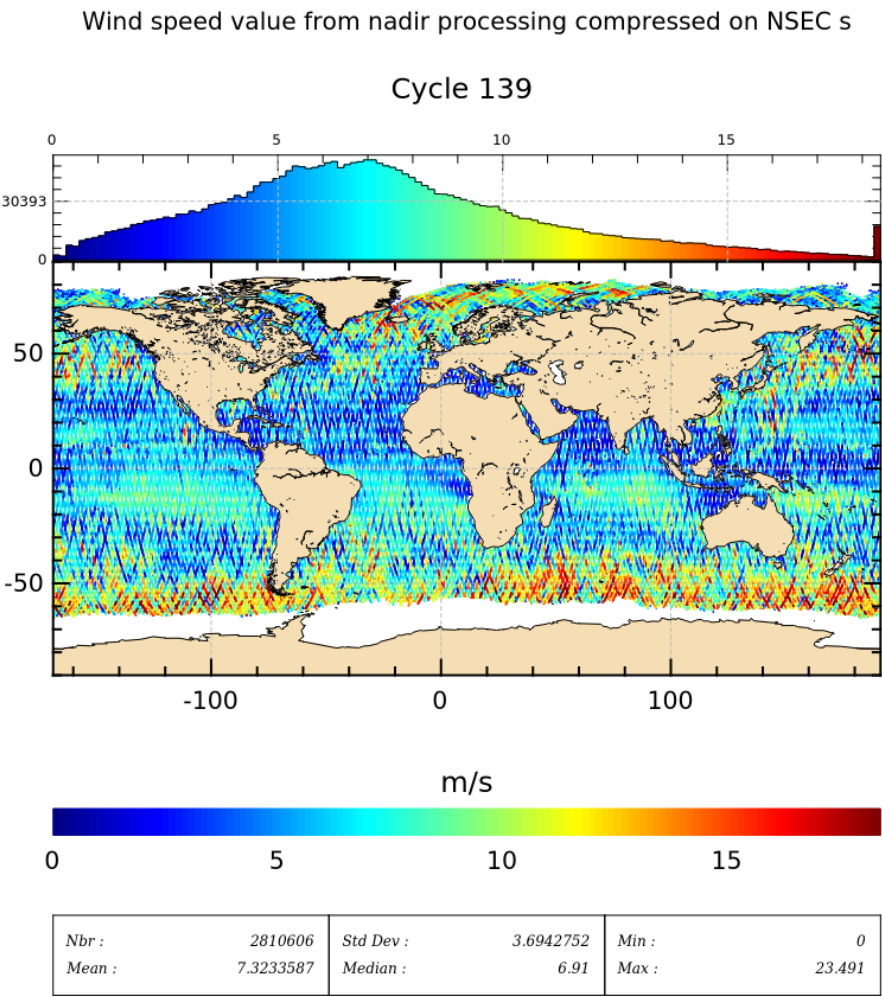 Wind speed value from nadir processing compressed on NSEC s
Cycle 139
0 5 10 15
30393
0
50
0
-50
-100 0 100
m/s
0 5 10 15
Nbr : 2810606 Std Dev : 3.6942752 Min : 0
Mean : 7.3233587 Median : 6.91 Max : 23.491